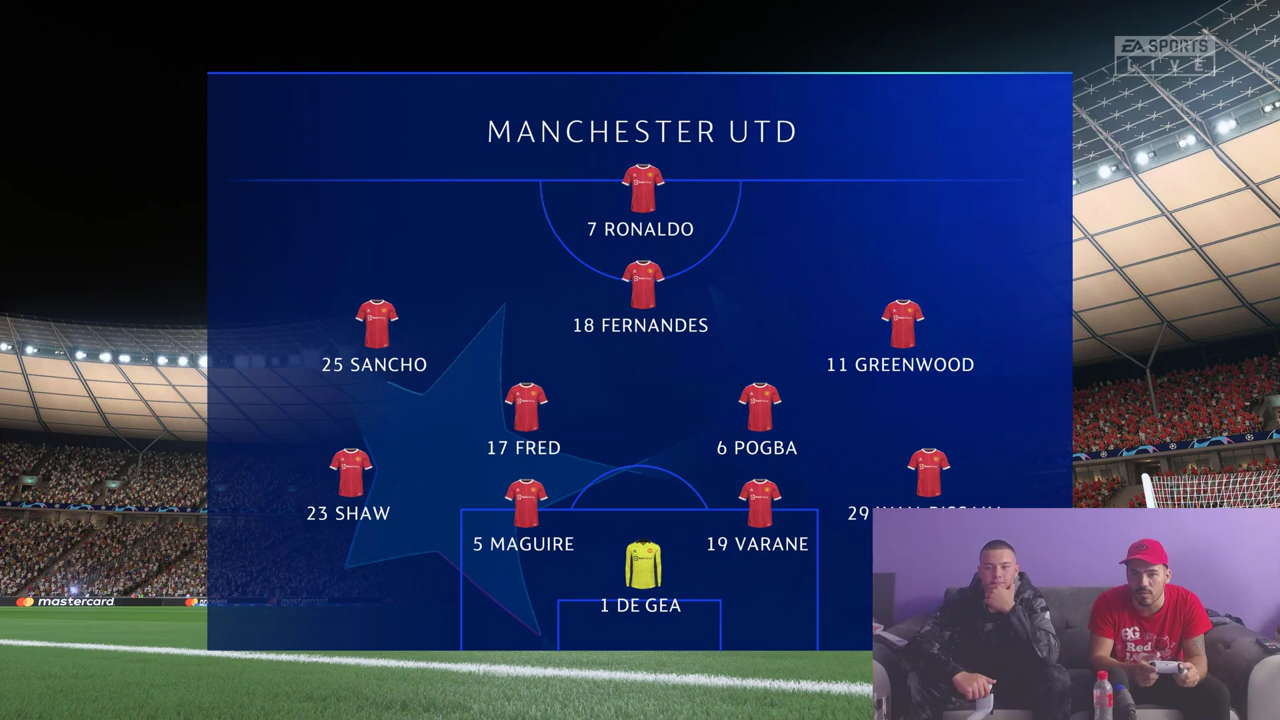 EA SPORTS
LIVE
MANCHESTER UTD
7 RONALDO
18 FERNANDES
25 SANCHO
11 GREENWOOD
17 FRED
6 POGBA
23 SHAW
29
5 MAGUIRE
19 VARANE
1 DE GEA
mastercard
Red